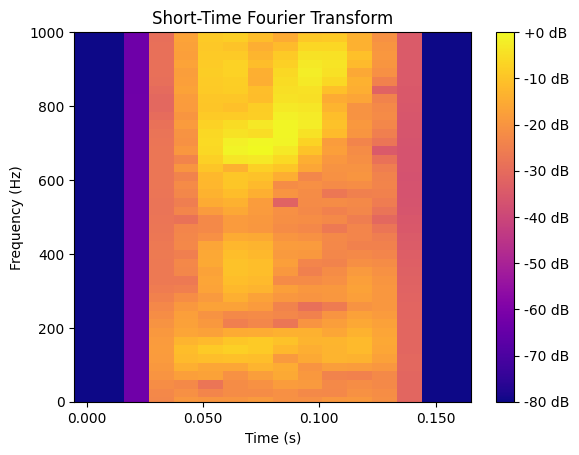 Short-Time Fourier Transform
1000
800
600
400
200
0
Frequency (Hz)
0.000
0.050
0.100
0.150
Time (s)
+0 dB
-10 dB
-20 dB
-30 dB
-40 dB
-50 dB
-60 dB
-70 dB
-80 dB